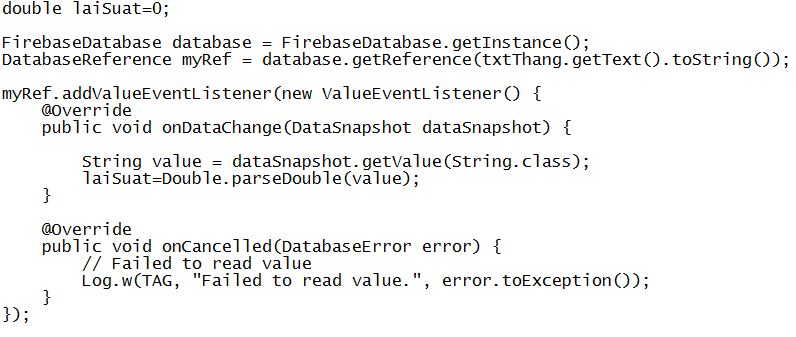 double laiSuat=0;
FirebaseDatabase database = FirebaseDatabase.getInstance();
DatabaseReference myRef = database.getReference(txtThang.getText().toString());
myRef.addValueEventListener(new ValueEventListener() {
@Override
public void onDataChange(DataSnapshot dataSnapshot) {
String value = dataSnapshot.getValue(String.class);
laiSuat=Double.parseDouble(value);
}
@Override
public void onCancelled(DatabaseError error) {
// Failed to read value
Log.w(TAG, "Failed to read value.", error.toException());
}
});